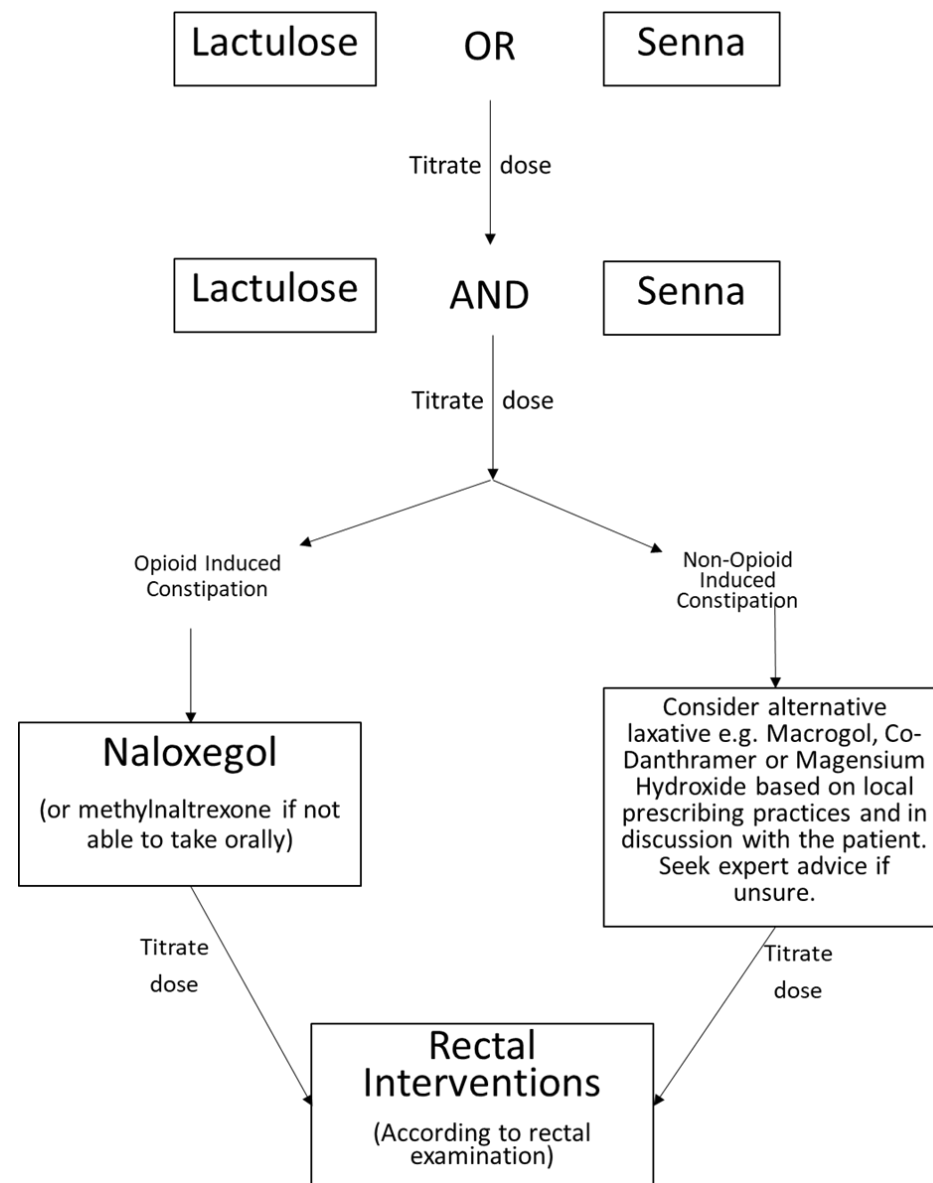 Lactulose OR Senna
Titrate dose
Lactulose AND Senna
Titrate dose
Opioid Induced
Constipation
Non-Opioid
Induced
Constipation
Naloxegol
(or methylnaltrexone if not
able to take orally)
Consider alternative
laxative e.g. Macrogol, Co-
Danthramer or Magensium
Hydroxide based on local
prescribing practices and in
discussion with the patient.
Seek expert advice if
unsure.
Titrate
dose
Titrate
dose
Rectal
Interventions
(According to rectal
examination)